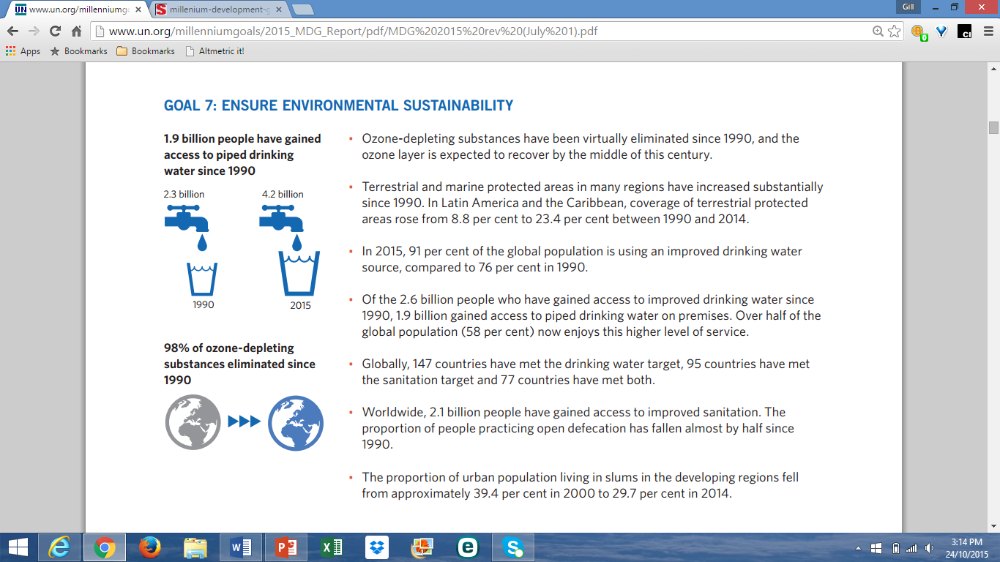 www.un.org/millenniumgo
millenium-development-g
Gill
www.un.org/millenniumgoals/2015_MDG_Report/pdf/MDG%202015%20rev%20(July%201).pdf
0
CI
Apps
Bookmarks
Bookmarks
Altmetric it!
GOAL 7: ENSURE ENVIRONMENTAL SUSTAINABILITY
1.9 billion people have gained
access to piped drinking
water since 1990
2.3 billion
4.2 billion
1990
2015
98% of ozone-depleting
substances eliminated since
1990
• Ozone-depleting substances have been virtually eliminated since 1990, and the
ozone layer is expected to recover by the middle of this century.
• Terrestrial and marine protected areas in many regions have increased substantially
since 1990. In Latin America and the Caribbean, coverage of terrestrial protected
areas rose from 8.8 per cent to 23.4 per cent between 1990 and 2014.
• In 2015, 91 per cent of the global population is using an improved drinking water
source, compared to 76 per cent in 1990.
• Of the 2.6 billion people who have gained access to improved drinking water since
1990, 1.9 billion gained access to piped drinking water on premises. Over half of the
global population (58 per cent) now enjoys this higher level of service.
• Globally, 147 countries have met the drinking water target, 95 countries have met
the sanitation target and 77 countries have met both.
• Worldwide, 2.1 billion people have gained access to improved sanitation. The
proportion of people practicing open defecation has fallen almost by half since
1990.
• The proportion of urban population living in slums in the developing regions fell
from approximately 39.4 per cent in 2000 to 29.7 per cent in 2014.
3:14 PM
24/10/2015